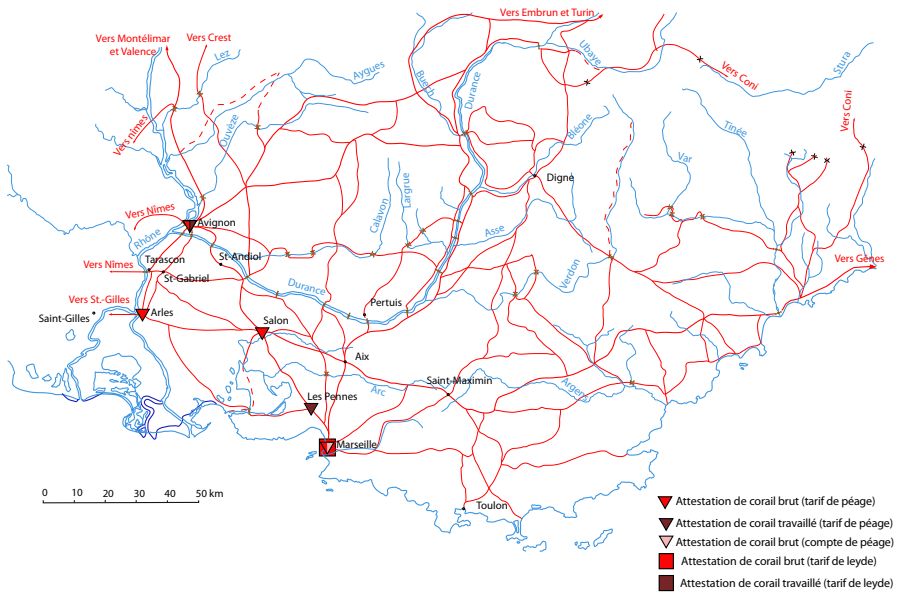 Vers Embrun et Turin
Vers Montélimar
et Valence
Vers Crest
Lez
Aygues
Buech
Durance
Ubaye
Vers Coni
Stura
Vers nîmes
Ouvèze
Bléone
Tinée
Vers Coni
Var
Digne
Calavon
Largue
Vers Nîmes
Avignon
Rhône
Asse
Verdon
Vers Nîmes
Tarascon
St-Andiol
St-Gabriel
Durance
Vers Gênes
Vers St.-Gilles
Saint-Gilles
Arles
Salon
Pertuis
Aix
Arc
Saint-Maximin
Argens
Les Pennes
Marseille
Toulon
0 10 20 30 40 50 km
Attestation de corail brut (tarif de péage)
Attestation de corail travaillé (tarif de péage)
Attestation de corail brut (compte de péage)
Attestation de corail brut (tarif de leyde)
Attestation de corail travaillé (tarif de leyde)